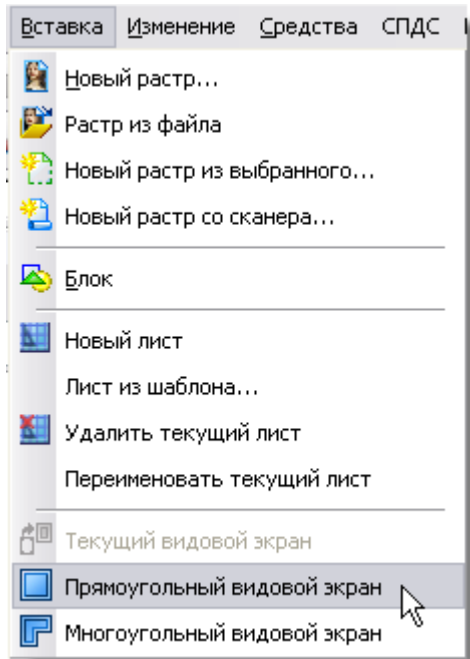 Вставка Изменение Средства СПДС
Новый растр...
Растр из файла
Новый растр из выбранного...
Новый растр со сканера...
Блок
Новый лист
Лист из шаблона...
Удалить текущий лист
Переименовать текущий лист
Текущий видовой экран
Прямоугольный видовой экран
Многоугольный видовой экран